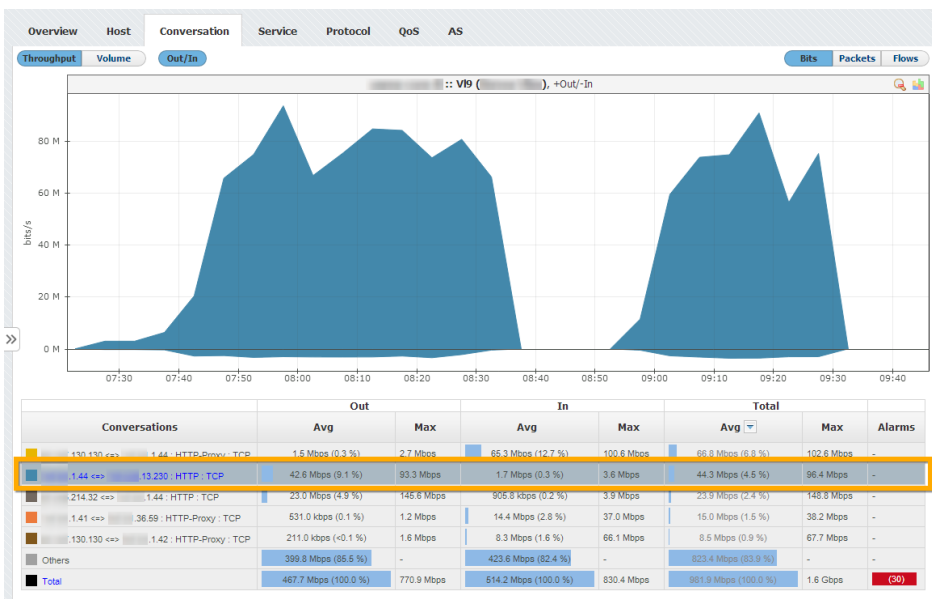 Overview Host Conversation Service Protocol QoS AS
Throughput Volume Out/In Bits Packets Flows
:: Vl9 ( ), +Out/-In
bits/s
80 M
60 M
40 M
20 M
0 M
07:30 07:40 07:50 08:00 08:10 08:20 08:30 08:40 08:50 09:00 09:10 09:20 09:30 09:40
Out In Total
Conversations Avg Max Avg Max Avg Max Alarms
.130.130 <=> .1.44 : HTTP-Proxy : TCP 1.5 Mbps (0.3 %) 2.7 Mbps 65.3 Mbps (12.7 %) 100.6 Mbps 66.8 Mbps (6.8 %) 102.6 Mbps -
.1.44 <=> .13.230 : HTTP : TCP 42.6 Mbps (9.1 %) 93.3 Mbps 1.7 Mbps (0.3 %) 3.6 Mbps 44.3 Mbps (4.5 %) 96.4 Mbps -
.214.32 <=> .1.44 : HTTP : TCP 23.0 Mbps (4.9 %) 145.6 Mbps 905.8 kbps (0.2 %) 3.9 Mbps 23.9 Mbps (2.4 %) 148.8 Mbps -
.1.41 <=> .36.59 : HTTP-Proxy : TCP 531.0 kbps (0.1 %) 1.2 Mbps 14.4 Mbps (2.8 %) 37.0 Mbps 15.0 Mbps (1.5 %) 38.2 Mbps -
.130.130 <=> .1.42 : HTTP-Proxy : TCP 211.0 kbps (<0.1 %) 1.6 Mbps 8.3 Mbps (1.6 %) 66.1 Mbps 8.5 Mbps (0.9 %) 67.7 Mbps -
Others 399.8 Mbps (85.5 %) - 423.6 Mbps (82.4 %) - 823.4 Mbps (83.9 %) - -
Total 467.7 Mbps (100.0 %) 770.9 Mbps 514.2 Mbps (100.0 %) 830.4 Mbps 981.9 Mbps (100.0 %) 1.6 Gbps (30)